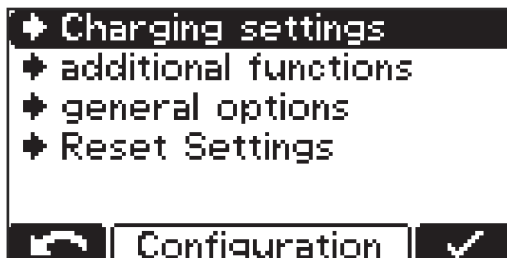 Charging settings
additional functions
general options
Reset Settings
Configuration